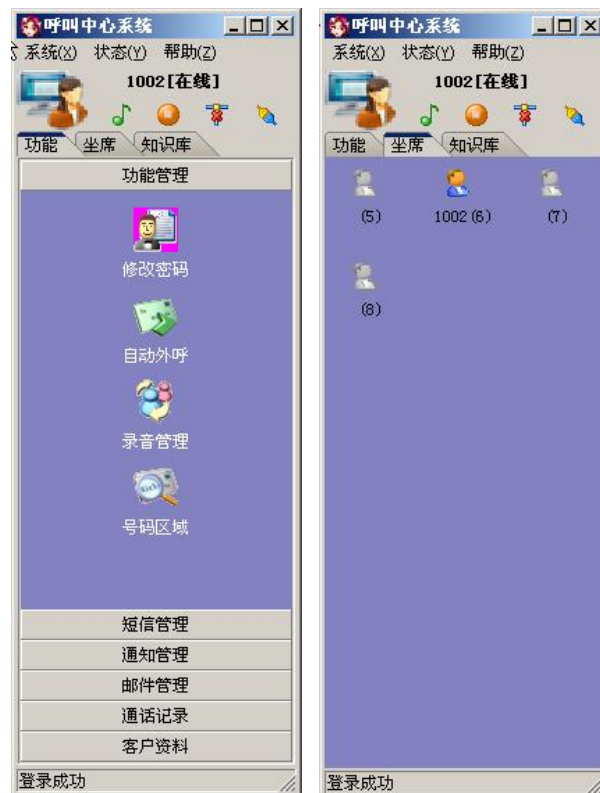 呼叫中心系统
系统(X) 状态(Y) 帮助(Z)
1002[在线]
功能 坐席 知识库
功能管理
修改密码
自动外呼
录音管理
号码区域
短信管理
通知管理
邮件管理
通话记录
客户资料
登录成功
呼叫中心系统
系统(X) 状态(Y) 帮助(Z)
1002[在线]
功能 坐席 知识库
(5) 1002(6) (7)
(8)
登录成功